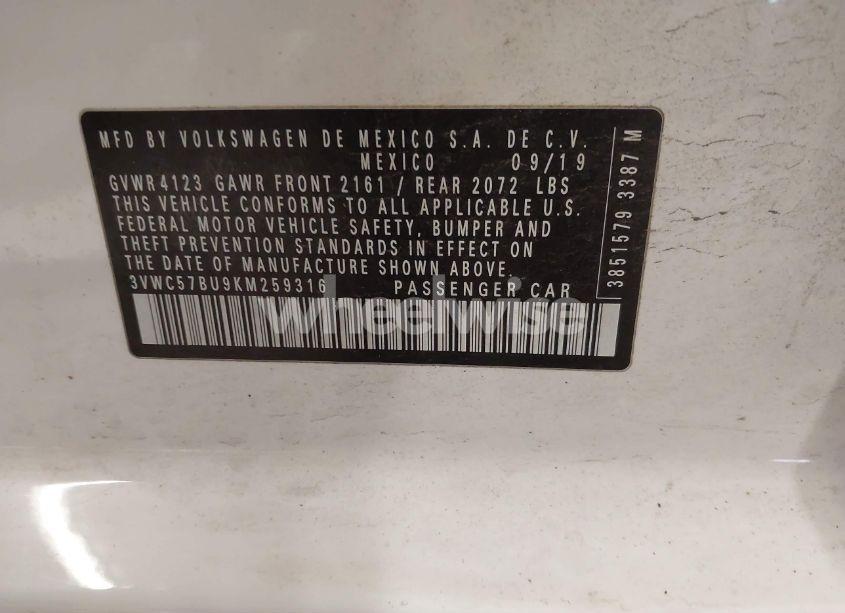 MFD BY VOLKSWAGEN DE MEXICO S.A. DE C.V.
MEXICO 09/19
GVWR 4123 GAWR FRONT 2161 / REAR 2072 LBS
THIS VEHICLE CONFORMS TO ALL APPLICABLE U.S.
FEDERAL MOTOR VEHICLE SAFETY, BUMPER AND
THEFT PREVENTION STANDARDS IN EFFECT ON
THE DATE OF MANUFACTURE SHOWN ABOVE.
3VWC57BU9KM259316 PASSENGER CAR
3851579 3387 M
wheelwise